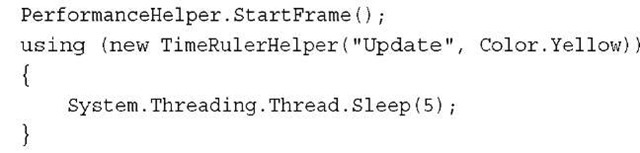 PerformanceHelper.StartFrame();
using (new TimeRulerHelper("Update", Color.Yellow))
{
    System.Threading.Thread.Sleep(5);
}